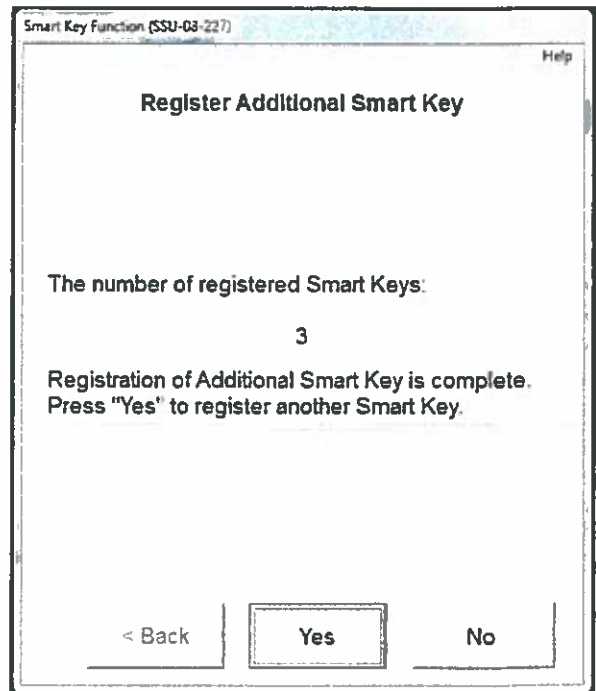 Smart Key Function (SSU-03-227)
Help
Register Additional Smart Key
The number of registered Smart Keys:
3
Registration of Additional Smart Key is complete.
Press "Yes" to register another Smart Key.
< Back
Yes
No